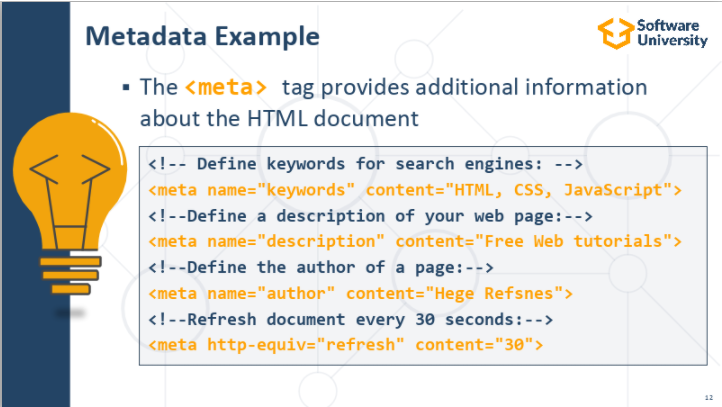 Metadata Example
Software
University
▪ The <meta> tag provides additional information
about the HTML document
<!-- Define keywords for search engines: -->
<meta name="keywords" content="HTML, CSS, JavaScript">
<!--Define a description of your web page:-->
<meta name="description" content="Free Web tutorials">
<!--Define the author of a page:-->
<meta name="author" content="Hege Refsnes">
<!--Refresh document every 30 seconds:-->
<meta http-equiv="refresh" content="30">
12